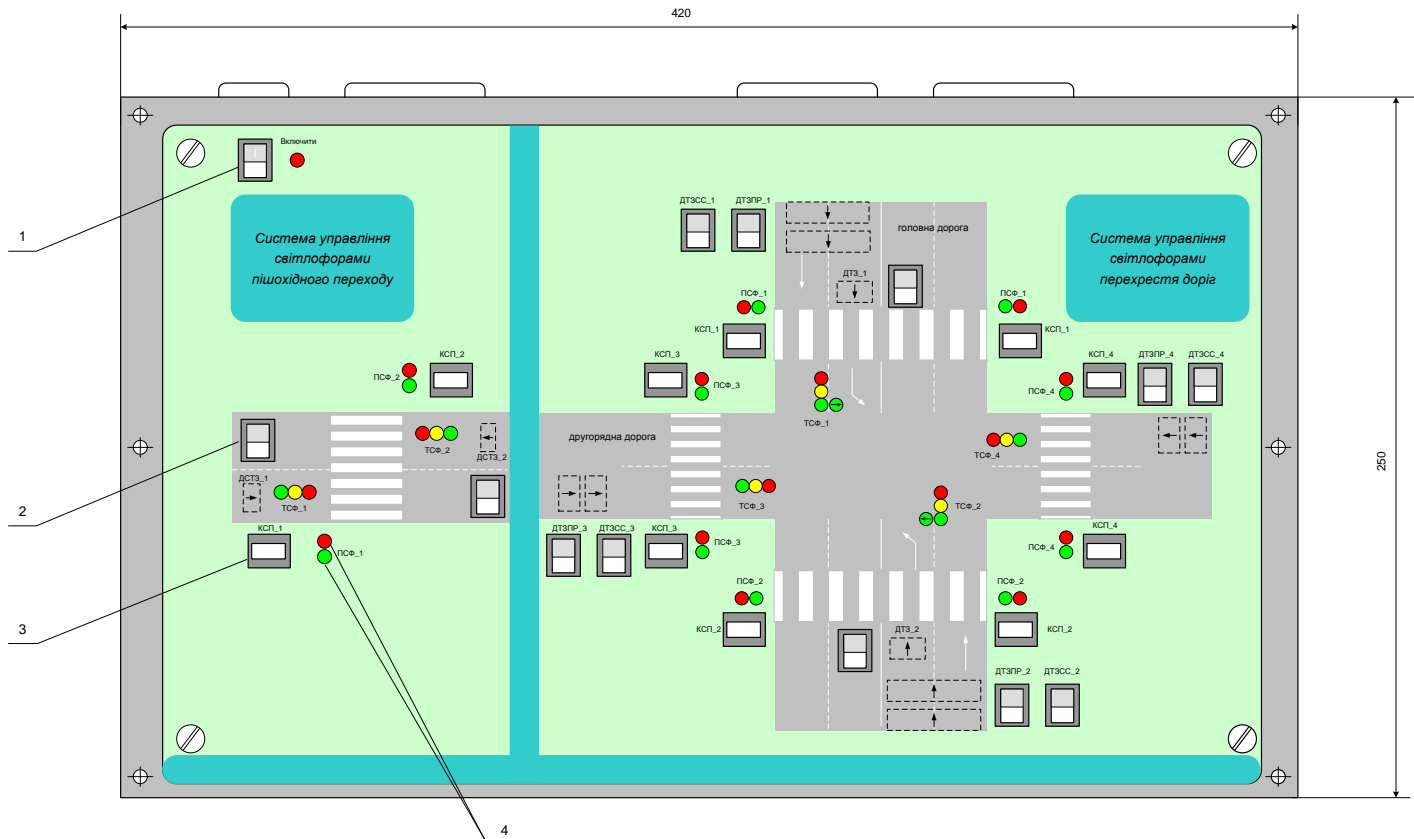 420
Включити
1
Система управління
світлофорами
пішохідного переходу
ДТЗСС_1
ДТЗПР_1
головна дорога
Система управління
світлофорами
перехрестя доріг
ДТЗ_1
ПСФ_1
ПСФ_1
КСП_1
КСП_1
КСП_2
ПСФ_2
КСП_3
ПСФ_3
КСП_4
ДТЗПР_4
ДТЗСС_4
ПСФ_4
ТСФ_1
другорядна дорога
ТСФ_2
ДСТЗ_2
ТСФ_4
250
ДСТЗ_1
ТСФ_1
ТСФ_3
ТСФ_2
2
КСП_1
ПСФ_1
ДТЗПР_3
ДТЗСС_3
КСП_3
ПСФ_3
КСП_4
ПСФ_4
ПСФ_2
ПСФ_2
3
КСП_2
ДТЗ_2
КСП_2
ДТЗПР_2
ДТЗСС_2
4